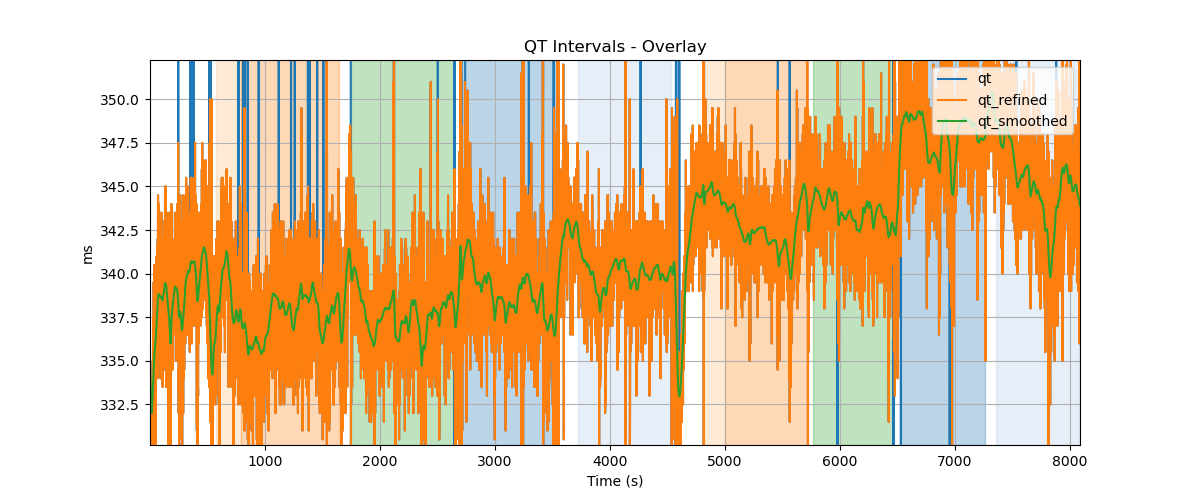 QT Intervals - Overlay
qt
qt_refined
qt_smoothed
350.0
347.5
345.0
342.5
340.0
337.5
335.0
332.5
ms
1000 2000 3000 4000 5000 6000 7000 8000
Time (s)